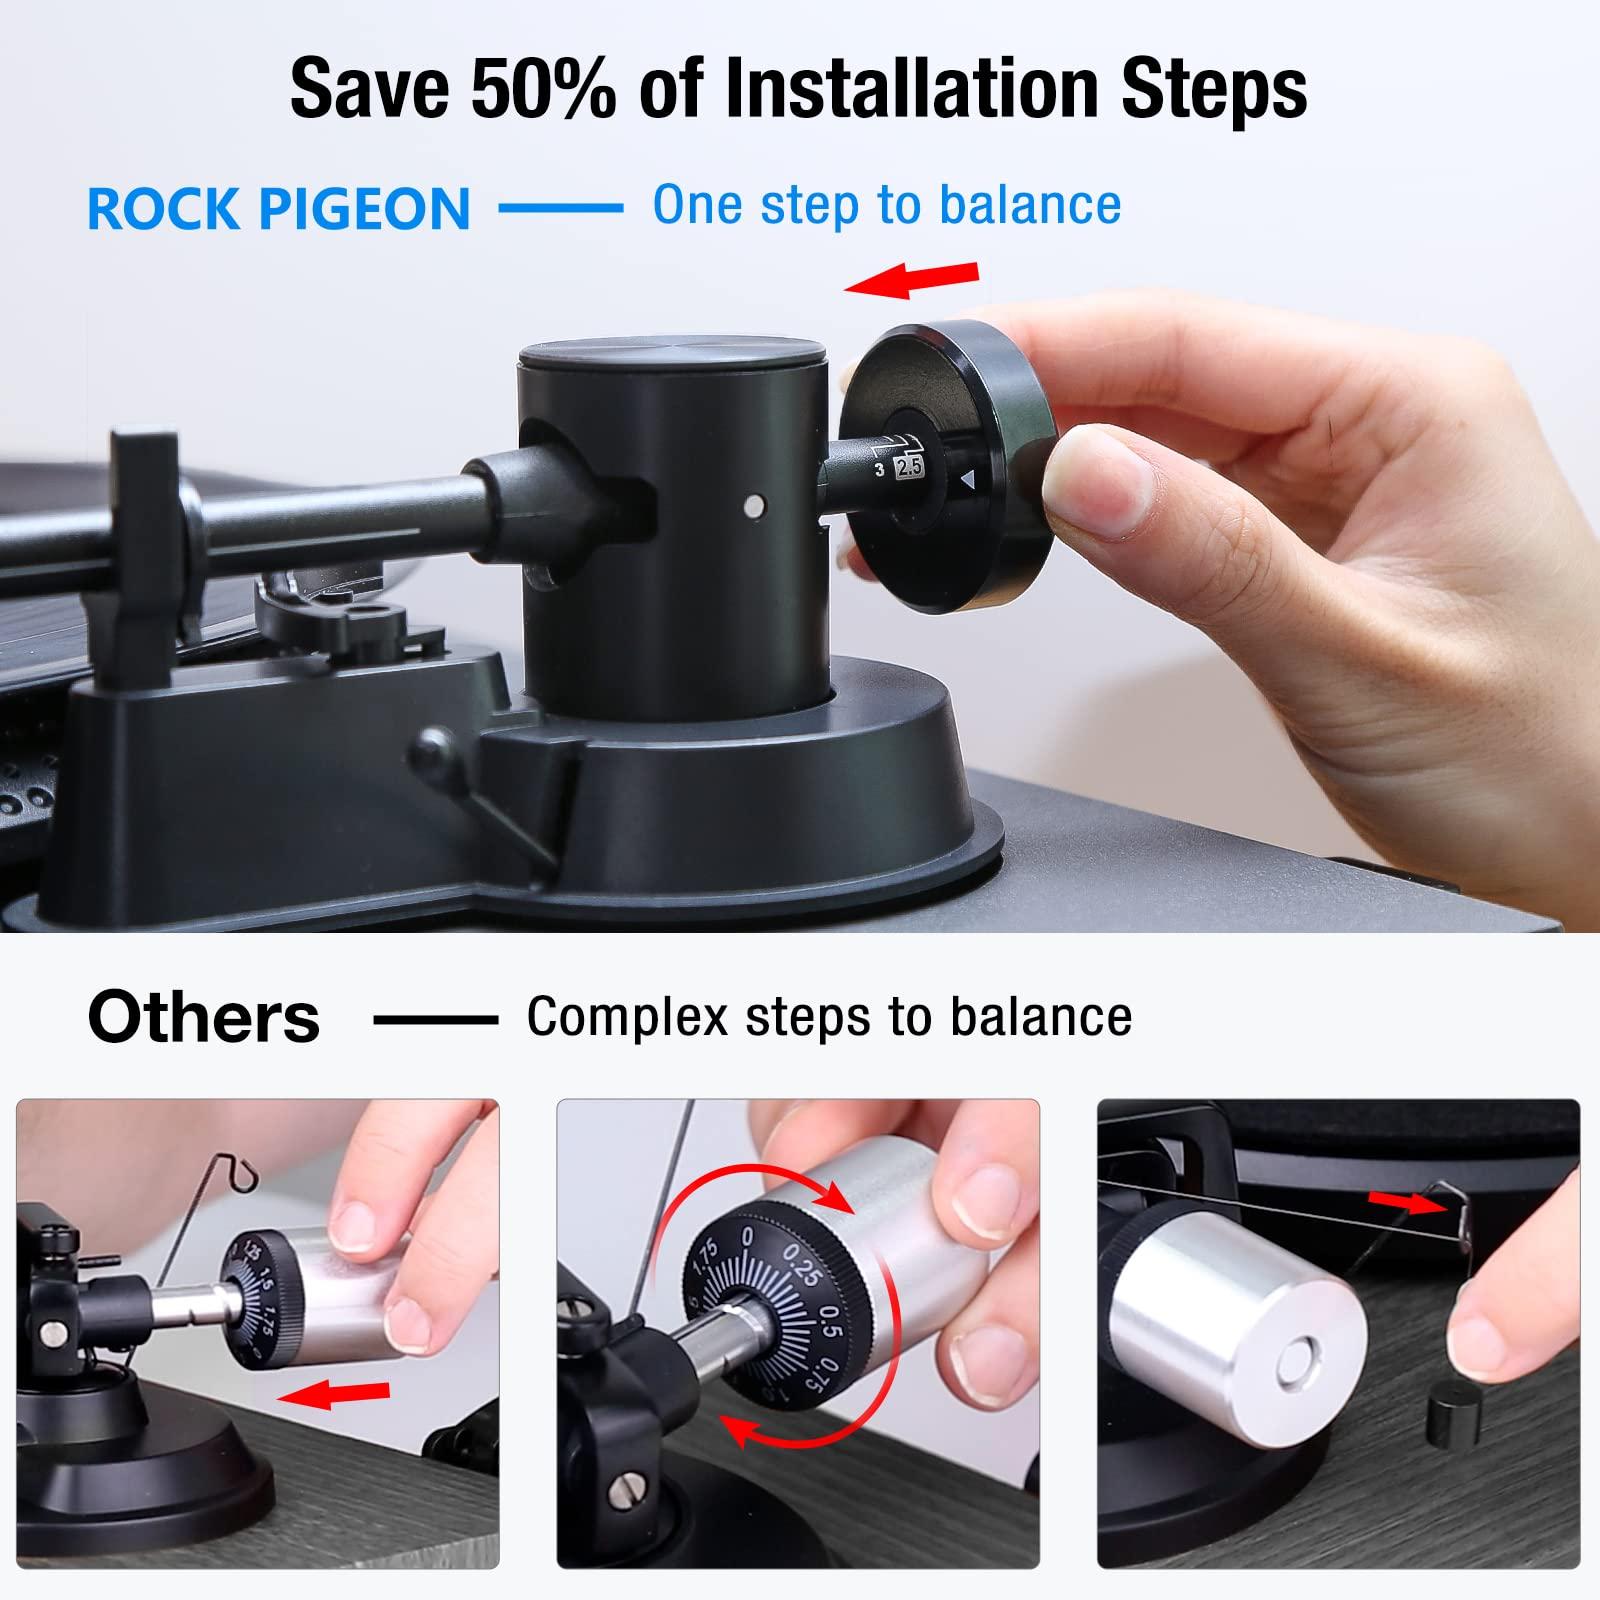 Save 50% of Installation Steps
ROCK PIGEON — One step to balance
3 2.5
Others — Complex steps to balance
0 1.25 1.5 1.75 0
1.75 0 0.25 0.5 0.75